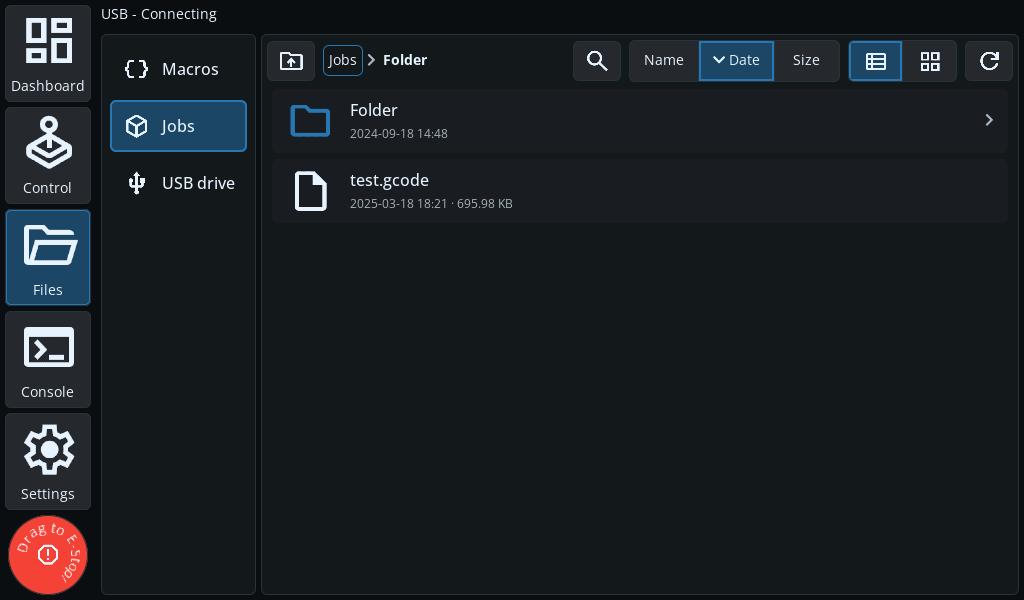 USB - Connecting
Dashboard
Control
Files
Console
Settings
Drag to E-Stop!
Macros
Jobs
USB drive
Jobs > Folder
Name
Date
Size
Folder
2024-09-18 14:48
test.gcode
2025-03-18 18:21 · 695.98 KB